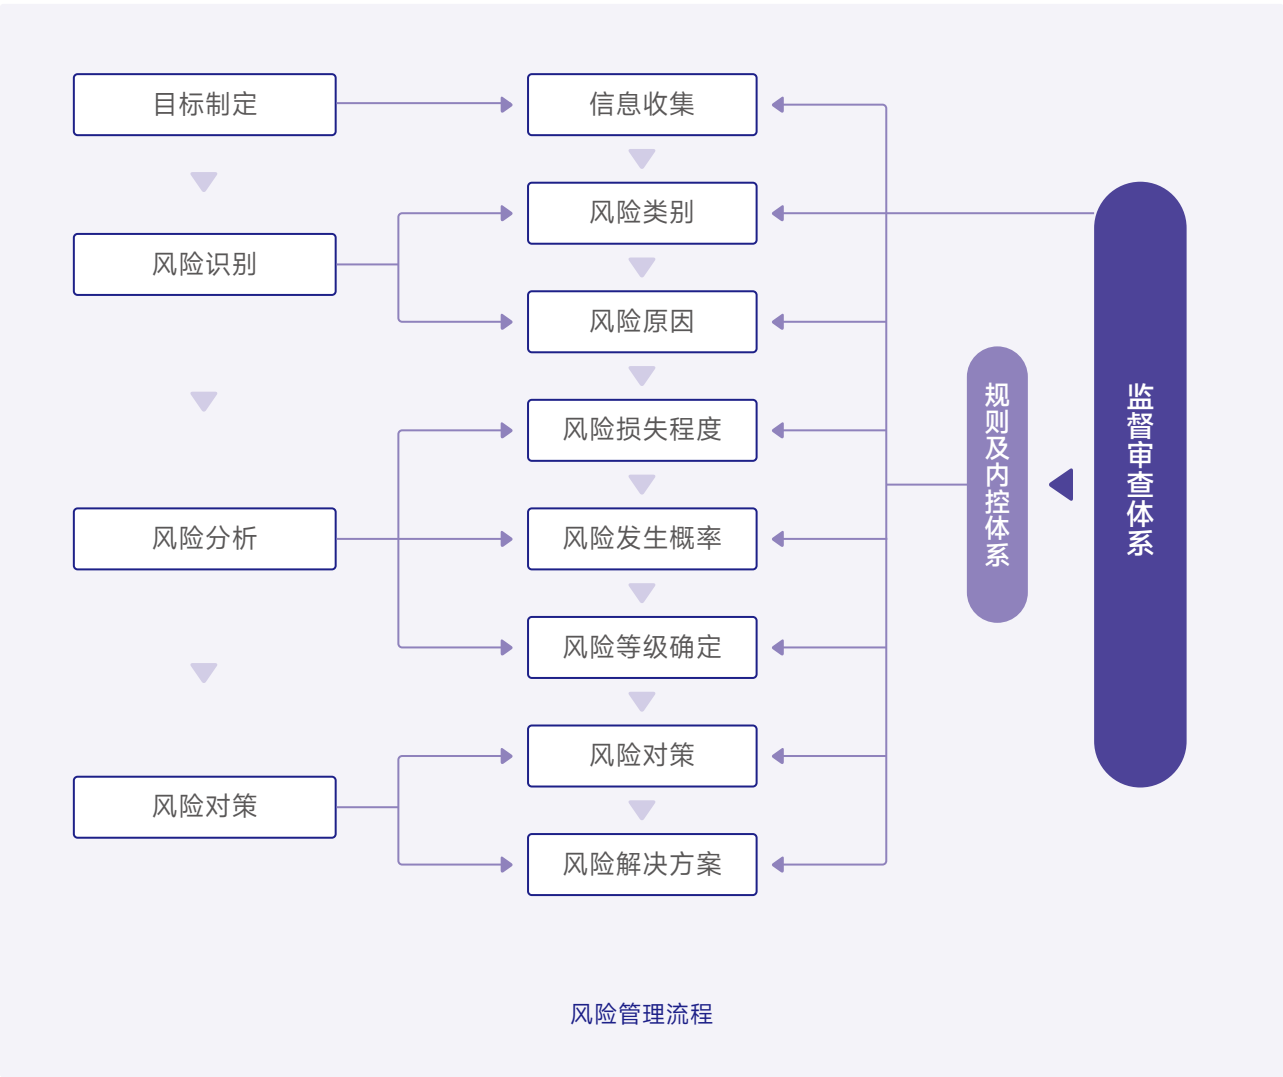 目标制定
信息收集
风险类别
风险识别
风险原因
风险损失程度
风险分析
风险发生概率
风险等级确定
风险对策
风险对策
风险解决方案
规则及内控体系
监督审查体系
风险管理流程